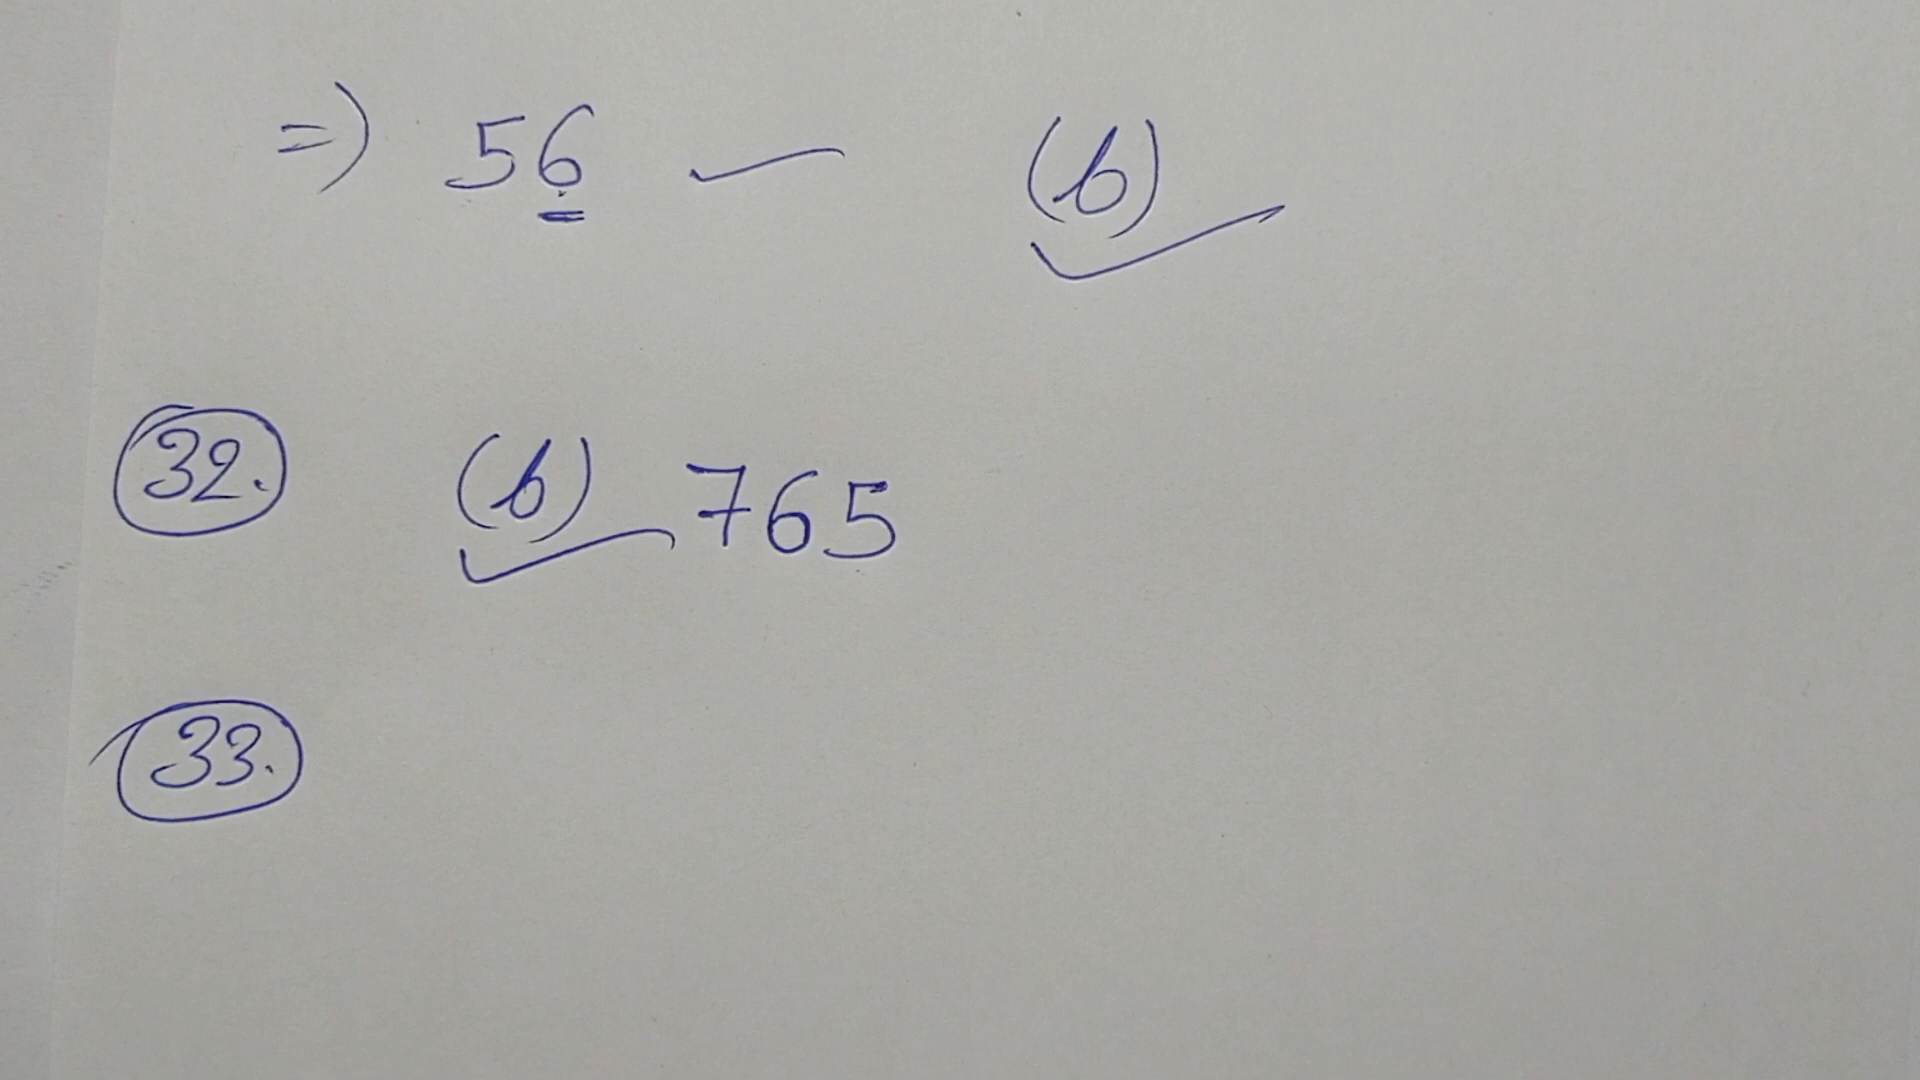 =) 56 — (b)
32. (b) 765
33.